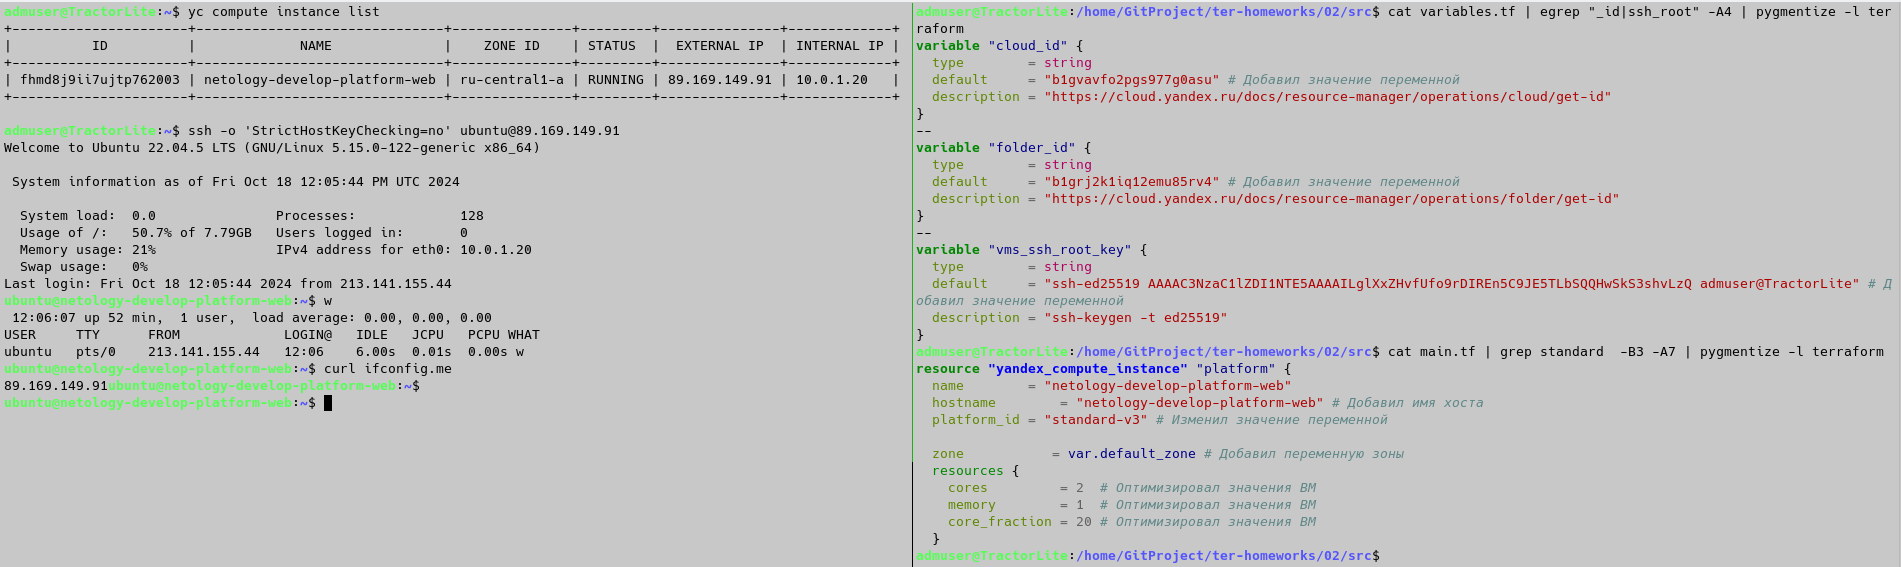 admuser@TractorLite:~$ yc compute instance list
+----------------------+-------------------------------+---------------+---------+---------------+-------------+
|          ID          |             NAME              |    ZONE ID    | STATUS  |  EXTERNAL IP  | INTERNAL IP |
+----------------------+-------------------------------+---------------+---------+---------------+-------------+
| fhmd8j9ii7ujtp762003 | netology-develop-platform-web | ru-central1-a | RUNNING | 89.169.149.91 | 10.0.1.20   |
+----------------------+-------------------------------+---------------+---------+---------------+-------------+
admuser@TractorLite:~$ ssh -o 'StrictHostKeyChecking=no' ubuntu@89.169.149.91
Welcome to Ubuntu 22.04.5 LTS (GNU/Linux 5.15.0-122-generic x86_64)
 System information as of Fri Oct 18 12:05:44 PM UTC 2024
  System load:  0.0               Processes:             128
  Usage of /:   50.7% of 7.79GB   Users logged in:       0
  Memory usage: 21%               IPv4 address for eth0: 10.0.1.20
  Swap usage:   0%
Last login: Fri Oct 18 12:05:44 2024 from 213.141.155.44
ubuntu@netology-develop-platform-web:~$ w
 12:06:07 up 52 min,  1 user,  load average: 0.00, 0.00, 0.00
USER     TTY      FROM             LOGIN@   IDLE   JCPU   PCPU WHAT
ubuntu   pts/0    213.141.155.44   12:06    6.00s  0.01s  0.00s w
ubuntu@netology-develop-platform-web:~$ curl ifconfig.me
89.169.149.91ubuntu@netology-develop-platform-web:~$
ubuntu@netology-develop-platform-web:~$
admuser@TractorLite:/home/GitProject/ter-homeworks/02/src$ cat variables.tf | egrep "_id|ssh_root" -A4 | pygmentize -l ter
raform
variable "cloud_id" {
  type        = string
  default     = "b1gvavfo2pgs977g0asu" # Добавил значение переменной
  description = "https://cloud.yandex.ru/docs/resource-manager/operations/cloud/get-id"
}
--
variable "folder_id" {
  type        = string
  default     = "b1grj2k1iq12emu85rv4" # Добавил значение переменной
  description = "https://cloud.yandex.ru/docs/resource-manager/operations/folder/get-id"
}
--
variable "vms_ssh_root_key" {
  type        = string
  default     = "ssh-ed25519 AAAAC3NzaC1lZDI1NTE5AAAAILglXxZHvfUfo9rDIREn5C9JE5TLbSQQHwSkS3shvLzQ admuser@TractorLite" # Д
обавил значение переменной
  description = "ssh-keygen -t ed25519"
}
admuser@TractorLite:/home/GitProject/ter-homeworks/02/src$ cat main.tf | grep standard  -B3 -A7 | pygmentize -l terraform
resource "yandex_compute_instance" "platform" {
  name        = "netology-develop-platform-web"
  hostname        = "netology-develop-platform-web" # Добавил имя хоста
  platform_id = "standard-v3" # Изменил значение переменной
  zone           = var.default_zone # Добавил переменную зоны
  resources {
    cores         = 2  # Оптимизировал значения ВМ
    memory        = 1  # Оптимизировал значения ВМ
    core_fraction = 20 # Оптимизировал значения ВМ
  }
admuser@TractorLite:/home/GitProject/ter-homeworks/02/src$